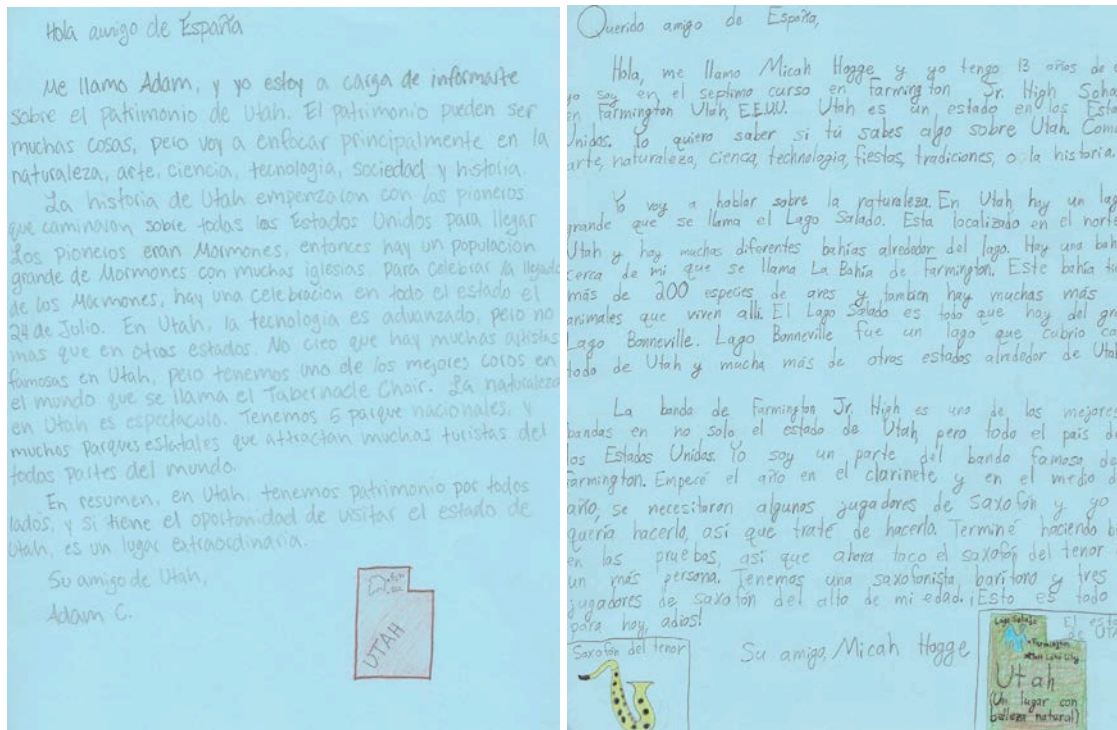 Hola amigo de España
Me llamo Adam, y yo estoy a carga de informarte
sobre el patrimonio de Utah. El patrimonio pueden ser
muchas cosas, pero voy a enfocar principalmente en la
naturaleza, arte, ciencia, tecnología, sociedad y historia.
La historia de Utah empenzaron con los pioneros
que caminaron sobre todas los Estados Unidos para llegar
Los pioneros eran Mormones, entonces hay un populación
grande de Mormones con muchas iglesias. Para celebrar la llegada
de los Mormones, hay una celebracion en todo el estado el
24 de Julio. En Utah, la tecnología es advanzado, pero no
mas que en otros estados. No creo que hay muchas artistas
famosas en Utah, pero tenemos uno de los mejores coros en
el mundo que se llama el Tabernacle Choir. La naturaleza
en Utah es espectaculo. Tenemos 5 parque nacionales, y
muchos parques estatales que attractan muchas turistas del
todas partes del mundo.
En resumen, en Utah, tenemos patrimonio por todos
lados, y si tiene el oportunidad de visitar el estado de
Utah, es un lugar extraordinaria.
Su amigo de Utah,
Adam C.
UTAH
Querido amigo de España,
Hola, me llamo Micah Hogge y yo tengo 13 años de
yo soy en el septimo curso en Farmington Jr. High
en Farmington Utah, E.E.U.U. Utah es un estado en los
Unidos. Yo quiero saber si tú sabes algo sobre Utah. Como
arte, naturaleza, ciencia, technologia, fiestas, tradiciones, o la historia.
Yo voy a hablar sobre la naturaleza. En Utah hay un lago
grande que se llama el Lago Salado. Esta localizado en el
Utah y hay muchas diferentes bahías alrededor del lago. Hay una
cerca de mi que se llama La Bahía de Farmington. Este bahía
más de 200 especies de aves y tambien hay muchas más
animales que viven allí. El Lago Salado es todo que hay del
Lago Bonneville. Lago Bonneville fue un lago que cubrio
todo de Utah y mucha más de otros estados alrededor de Utah
La banda de Farmington Jr. High es uno de los mejores
bandas en no solo el estado de Utah pero todo el país de
los Estados Unidos. Yo soy un parte del banda famosa de
Farmington. Empecé el año en el clarinete y en el medio
año, se necesitaron algunos jugadores de saxofón y yo
quería hacerlo, así que traté de hacerlo. Terminé haciendo
en las pruebas, así que ahora toco el saxofón del tenor
un más persona. Tenemos una saxofonista, barítono y tres
jugadores de saxofón del alto de mi edad. ¡Esto es todo
para hoy, adios!
Su amigo, Micah Hogge
Saxofón del tenor
Lago Salado
Farmington
Utah
(Un lugar con
belleza natural)